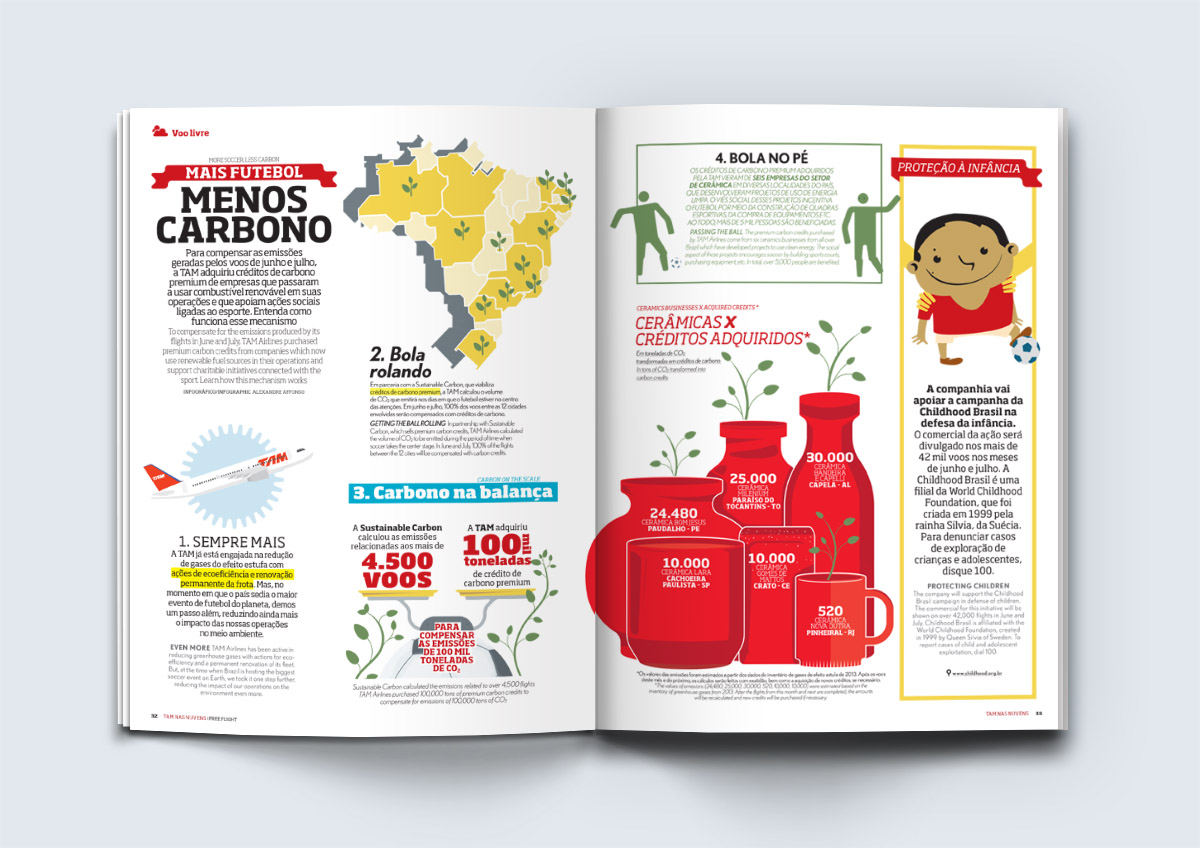 Voo livre
MORE SOCCER, LESS CARBON
MAIS FUTEBOL
MENOS
CARBONO
Para compensar as emissões
geradas pelos voos de junho e julho,
a TAM adquiriu créditos de carbono
premium de empresas que passaram
a usar combustível renovável em suas
operações e que apoiam ações sociais
ligadas ao esporte. Entenda como
funciona esse mecanismo
To compensate for the emissions produced by its
flights in June and July, TAM Airlines purchased
premium carbon credits from companies which now
use renewable fuel sources in their operations and
support charitable initiatives connected with the
sport. Learn how this mechanism works
INFOGRÁFICO/INFOGRAPHIC ALEXANDRE AFFONSO
TAM
TAM
1. SEMPRE MAIS
A TAM já está engajada na redução
de gases do efeito estufa com
ações de ecoeficiência e renovação
permanente da frota. Mas, no
momento em que o país sedia o maior
evento de futebol do planeta, demos
um passo além, reduzindo ainda mais
o impacto das nossas operações
no meio ambiente.
EVEN MORE TAM Airlines has been active in
reducing greenhouse gases with actions for eco-
efficiency and a permanent renovation of its fleet.
But, at the time when Brazil is hosting the biggest
soccer event on Earth, we took it one step further,
reducing the impact of our operations on the
environment even more.
32 TAM NAS NUVENS | FREE FLIGHT
2. Bola
rolando
Em parceria com a Sustainable Carbon, que viabiliza
créditos de carbono premium, a TAM calculou o volume
de CO₂ que emitirá nos dias em que o futebol estiver no centro
das atenções. Em junho e julho, 100% dos voos entre as 12 cidades
envolvidas serão compensados com créditos de carbono.
GETTING THE BALL ROLLING In partnership with Sustainable
Carbon, which sells premium carbon credits, TAM Airlines calculated
the volume of CO₂ to be emitted during the period of time when
soccer takes the center stage. In June and July, 100% of the flights
between the 12 cities will be compensated with carbon credits.
CARBON ON THE SCALE
3. Carbono na balança
A Sustainable Carbon
calculou as emissões
relacionadas aos mais de
4.500
VOOS
A TAM adquiriu
100 mil
toneladas
de crédito de
carbono premium
PARA
COMPENSAR
AS EMISSÕES
DE 100 MIL
TONELADAS
DE CO₂
Sustainable Carbon calculated the emissions related to over 4,500 flights
TAM Airlines purchased 100,000 tons of premium carbon credits to
compensate for emissions of 100,000 tons of CO₂
4. BOLA NO PÉ
OS CRÉDITOS DE CARBONO PREMIUM ADQUIRIDOS
PELA TAM VIERAM DE SEIS EMPRESAS DO SETOR
DE CERÂMICA EM DIVERSAS LOCALIDADES DO PAÍS,
QUE DESENVOLVERAM PROJETOS DE USO DE ENERGIA
LIMPA. O VIÉS SOCIAL DESSES PROJETOS INCENTIVA
O FUTEBOL POR MEIO DA CONSTRUÇÃO DE QUADRAS
ESPORTIVAS, DA COMPRA DE EQUIPAMENTOS ETC.
AO TODO, MAIS DE 5 MIL PESSOAS SÃO BENEFICIADAS.
PASSING THE BALL The premium carbon credits purchased
by TAM Airlines come from six ceramics businesses from all over
Brazil which have developed projects to use clean energy. The social
aspect of these projects encourages soccer by building sports courts,
purchasing equipment, etc. In total, over 5,000 people are benefited.
CERAMICS BUSINESSES X ACQUIRED CREDITS*
CERÂMICAS X
CRÉDITOS ADQUIRIDOS*
Em toneladas de CO₂
transformadas em créditos de carbono
In tons of CO₂ transformed into
carbon credits
24.480
CERÂMICA BOM JESUS
PAUDALHO - PE
25.000
CERÂMICA
MILENIUM
PARAÍSO DO
TOCANTINS - TO
30.000
CERÂMICA
BANDEIRA
E CAPELLI
CAPELA - AL
10.000
CERÂMICA LARA
CACHOEIRA
PAULISTA - SP
10.000
CERÂMICA
GOMES DE
MATTOS
CRATO - CE
520
CERÂMICA
NOVA DUTRA
PINHEIRAL - RJ
*Os valores das emissões foram estimados a partir dos dados do inventário de gases de efeito estufa de 2013. Após os voos
deste mês e do próximo, os cálculos serão feitos com exatidão, bem como a aquisição de novos créditos, se necessário.
*The values of emissions (24,480, 25,000, 30,000, 520, 10,000, 10,000) were estimated based on the
inventory of greenhouse gases from 2013. After the flights from this month and next are completed, the amounts
will be recalculated and new credits will be purchased if necessary.
PROTEÇÃO À INFÂNCIA
A companhia vai
apoiar a campanha da
Childhood Brasil na
defesa da infância.
O comercial da ação será
divulgado nos mais de
42 mil voos nos meses
de junho e julho. A
Childhood Brasil é uma
filial da World Childhood
Foundation, que foi
criada em 1999 pela
rainha Silvia, da Suécia.
Para denunciar casos
de exploração de
crianças e adolescentes,
disque 100.
PROTECTING CHILDREN
The company will support the Childhood
Brasil campaign in defense of children.
The commercial for this initiative will be
shown on over 42,000 flights in June and
July. Childhood Brasil is affiliated with the
World Childhood Foundation, created
in 1999 by Queen Silvia of Sweden. To
report cases of child and adolescent
exploitation, dial 100.
www.childhood.org.br
TAM NAS NUVENS 33